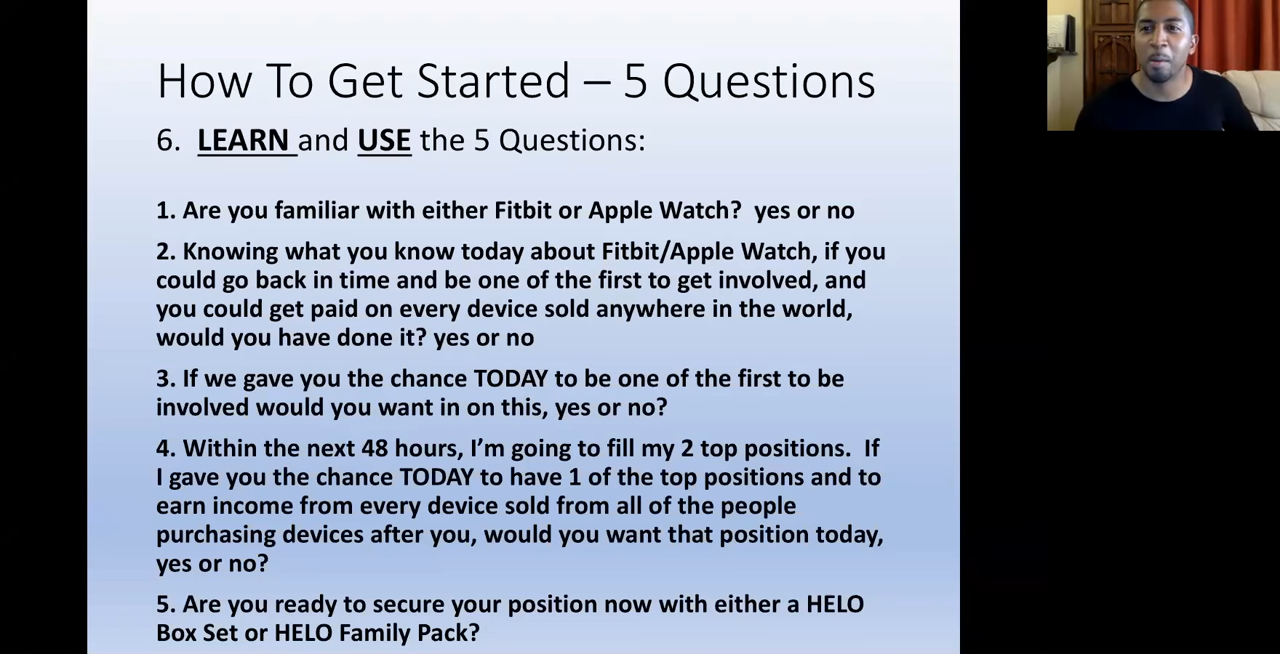 How To Get Started – 5 Questions
6. LEARN and USE the 5 Questions:
1. Are you familiar with either Fitbit or Apple Watch? yes or no
2. Knowing what you know today about Fitbit/Apple Watch, if you
could go back in time and be one of the first to get involved, and
you could get paid on every device sold anywhere in the world,
would you have done it? yes or no
3. If we gave you the chance TODAY to be one of the first to be
involved would you want in on this, yes or no?
4. Within the next 48 hours, I’m going to fill my 2 top positions. If
I gave you the chance TODAY to have 1 of the top positions and to
earn income from every device sold from all of the people
purchasing devices after you, would you want that position today,
yes or no?
5. Are you ready to secure your position now with either a HELO
Box Set or HELO Family Pack?